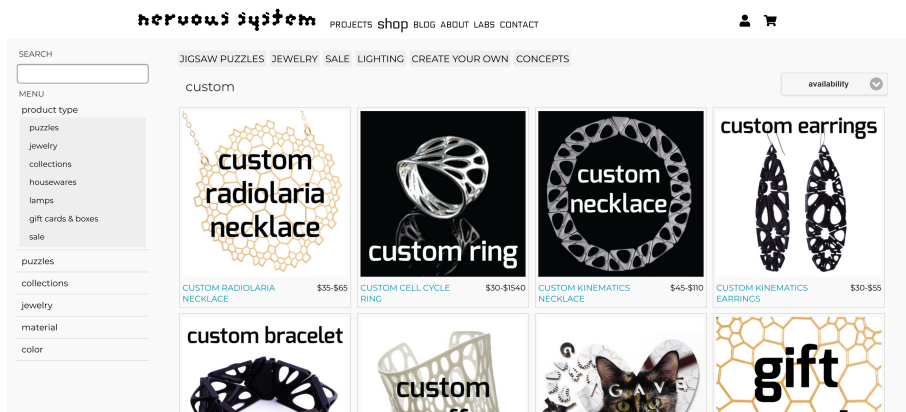 nervous system
PROJECTS shop BLOG ABOUT LABS CONTACT
SEARCH
MENU
product type
puzzles
jewelry
collections
housewares
lamps
gift cards & boxes
sale
puzzles
collections
jewelry
material
color
JIGSAW PUZZLES JEWELRY SALE LIGHTING CREATE YOUR OWN CONCEPTS
custom
availability
custom
radiolaria
necklace
CUSTOM RADIOLARIA $35-$65
NECKLACE
custom ring
CUSTOM CELL CYCLE $30-$1540
RING
custom
necklace
CUSTOM KINEMATICS $45-$110
NECKLACE
custom earrings
CUSTOM KINEMATICS $30-$55
EARRINGS
custom bracelet
custom
AGAVE
gift